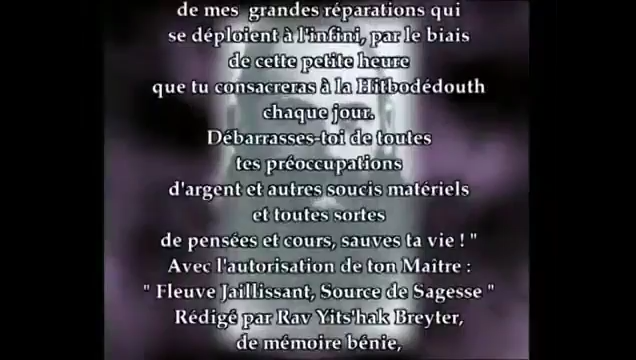 de mes grandes réparations qui
se déploient à l'infini, par le biais
de cette petite heure
que tu consacreras à la Hitbodédouth
chaque jour.
Débarrasses-toi de toutes
tes préoccupations
d'argent et autres soucis matériels
et toutes sortes
de pensées et cours, sauves ta vie ! "
Avec l'autorisation de ton Maître :
" Fleuve Jaillissant, Source de Sagesse "
Rédigé par Rav Yits'hak Breyter,
de mémoire bénie,